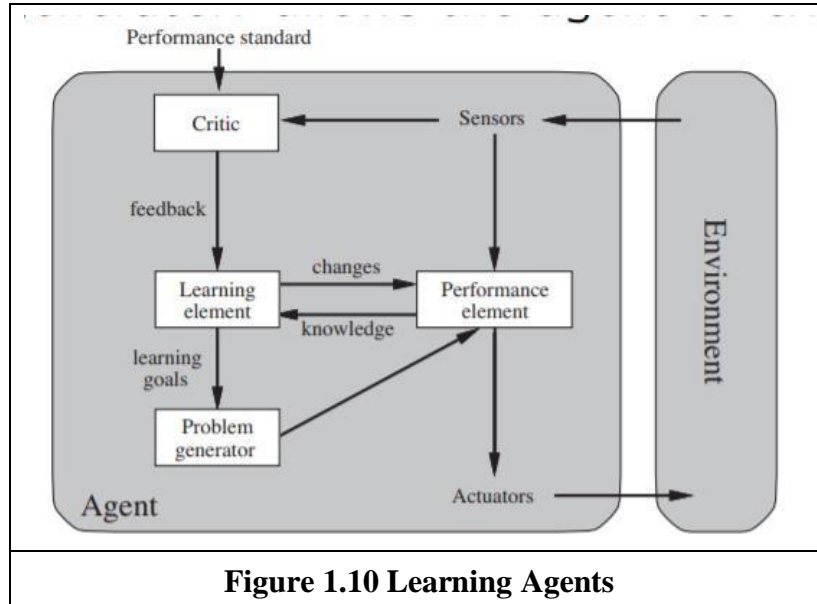 Performance standard
Critic
Sensors
feedback
changes
Learning
element
Performance
element
knowledge
learning
goals
Problem
generator
Agent
Actuators
Environment
Figure 1.10 Learning Agents